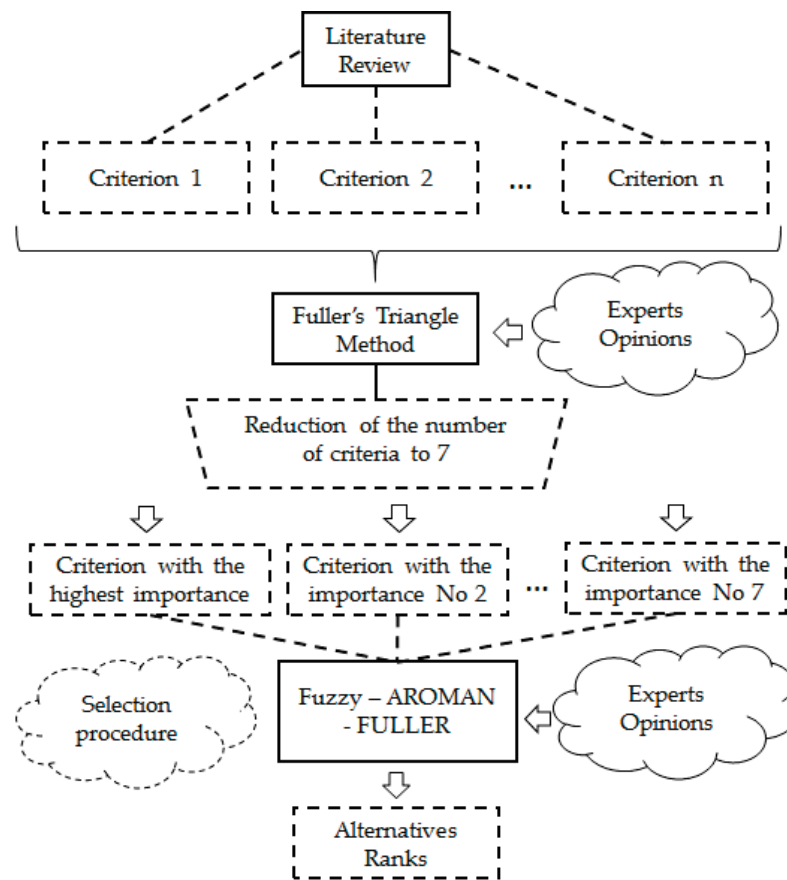 Literature
Review
Criterion 1
Criterion 2
...
Criterion n
Fuller's Triangle
Method
Experts
Opinions
Reduction of the number
of criteria to 7
Criterion with the
highest importance
Criterion with the
importance No 2
...
Criterion with the
importance No 7
Selection
procedure
Fuzzy – AROMAN
- FULLER
Experts
Opinions
Alternatives
Ranks